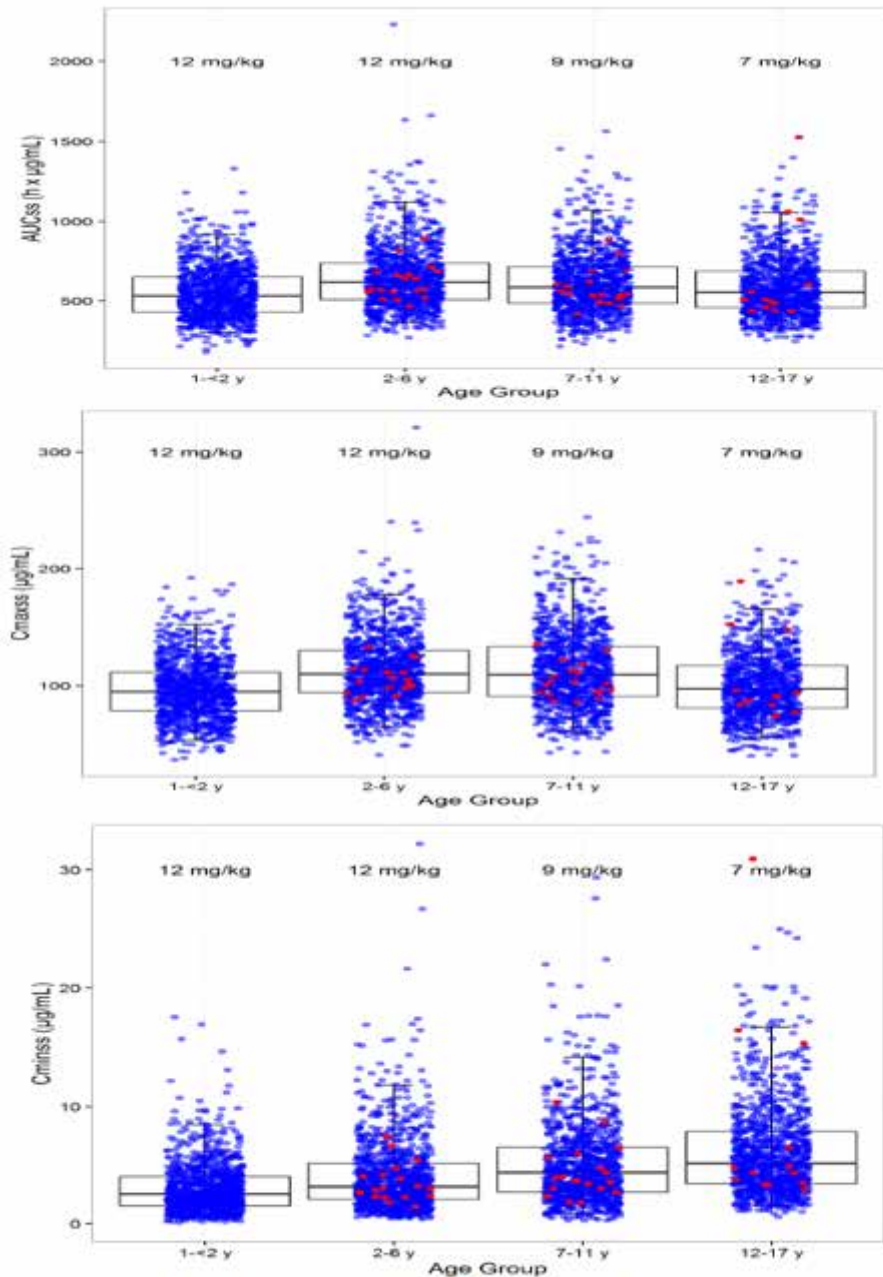 12 mg/kg 12 mg/kg 9 mg/kg 7 mg/kg
2000
1500
1000
500
AUCss (h x µg/mL)
1-<2 y 2-6 y 7-11 y 12-17 y
Age Group
12 mg/kg 12 mg/kg 9 mg/kg 7 mg/kg
300
200
100
Cmaxss (µg/mL)
1-<2 y 2-6 y 7-11 y 12-17 y
Age Group
12 mg/kg 12 mg/kg 9 mg/kg 7 mg/kg
30
20
10
0
Cminss (µg/mL)
1-<2 y 2-6 y 7-11 y 12-17 y
Age Group